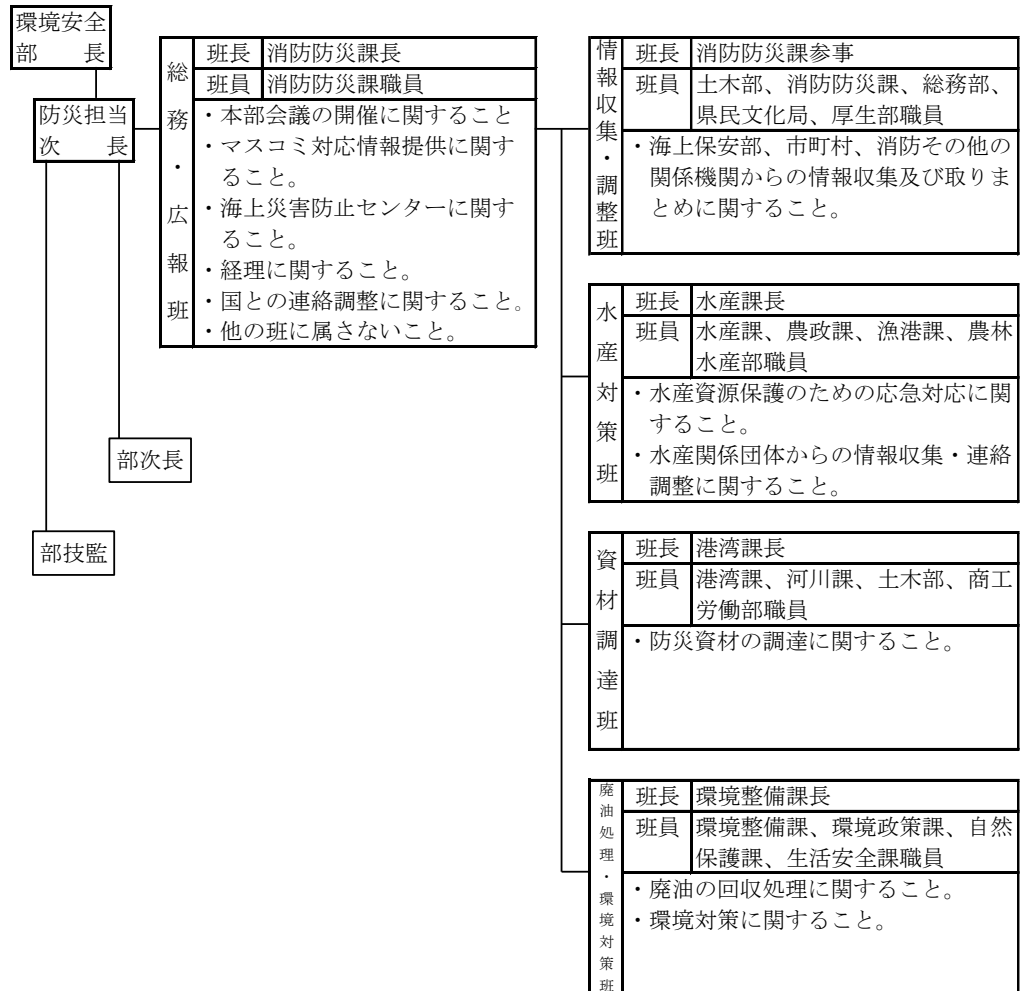 環境安全
部　　長
防災担当
次　　長
部次長
部技監
総務・広報班
班長 消防防災課長
班員 消防防災課職員
・本部会議の開催に関すること
・マスコミ対応情報提供に関す
ること。
・海上災害防止センターに関す
ること。
・経理に関すること。
・国との連絡調整に関すること。
・他の班に属さないこと。
情報収集・調整班
班長 消防防災課参事
班員 土木部、消防防災課、総務部、
県民文化局、厚生部職員
・海上保安部、市町村、消防その他の
関係機関からの情報収集及び取りま
とめに関すること。
水産対策班
班長 水産課長
班員 水産課、農政課、漁港課、農林
水産部職員
・水産資源保護のための応急対応に関
すること。
・水産関係団体からの情報収集・連絡
調整に関すること。
資材調達班
班長 港湾課長
班員 港湾課、河川課、土木部、商工
労働部職員
・防災資材の調達に関すること。
廃油処理・環境対策班
班長 環境整備課長
班員 環境整備課、環境政策課、自然
保護課、生活安全課職員
・廃油の回収処理に関すること。
・環境対策に関すること。